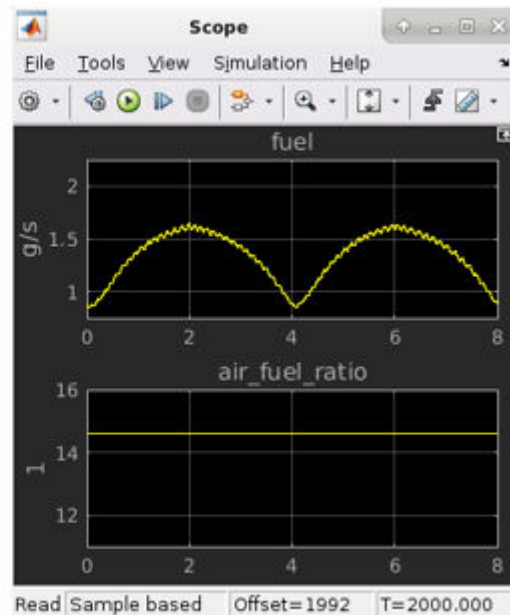 Scope
File Tools View Simulation Help
fuel
g/s
2
1.5
1
0 2 4 6 8
air_fuel_ratio
1
16
14
12
0 2 4 6 8
Read Sample based Offset=1992 T=2000.000